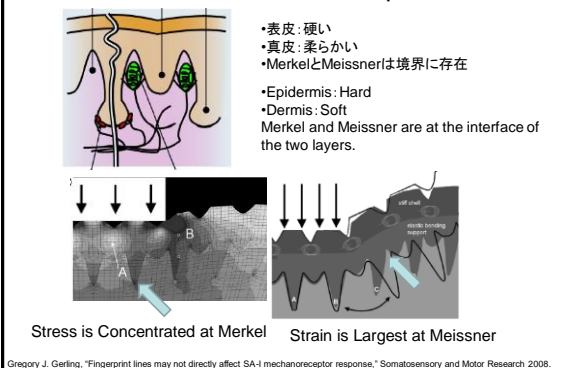 •表皮：硬い
•真皮：柔らかい
•MerkelとMeissnerは境界に存在
•Epidermis：Hard
•Dermis：Soft
Merkel and Meissner are at the interface of
the two layers.
A
B
stiff shell
elastic bending
support
A
B
C
Stress is Concentrated at Merkel
Strain is Largest at Meissner
Gregory J. Gerling, "Fingerprint lines may not directly affect SA-I mechanoreceptor response," Somatosensory and Motor Research 2008.